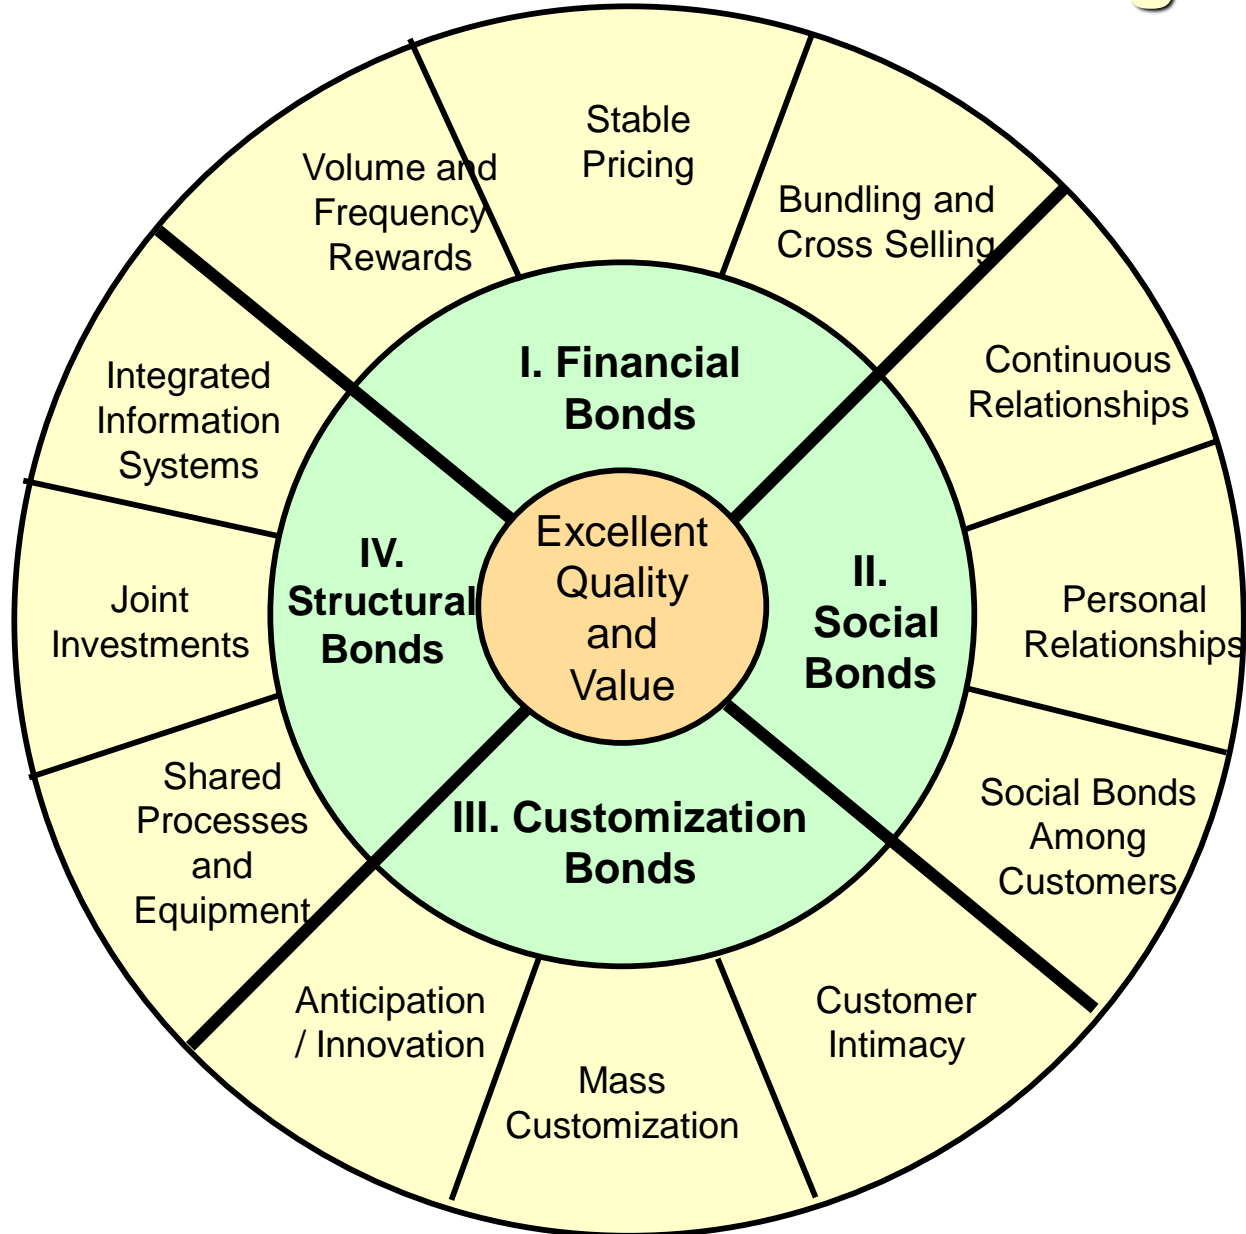 Stable
Pricing
Volume and
Frequency
Rewards
Bundling and
Cross Selling
I. Financial
Bonds
Continuous
Relationships
Integrated
Information
Systems
Excellent
Quality
and
Value
IV.
Structural
Bonds
II.
Social
Bonds
Joint
Investments
Personal
Relationships
Shared
Processes
and
Equipment
III. Customization
Bonds
Social Bonds
Among
Customers
Anticipation
/ Innovation
Customer
Intimacy
Mass
Customization